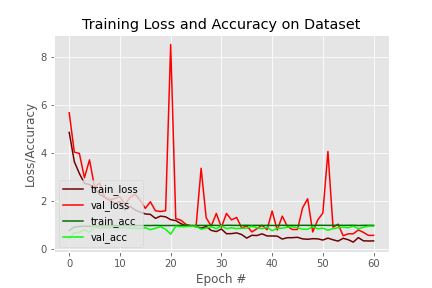 Training Loss and Accuracy on Dataset
Loss/Accuracy
8
6
4
2
0
train_loss
val_loss
train_acc
val_acc
0 10 20 30 40 50 60
Epoch #